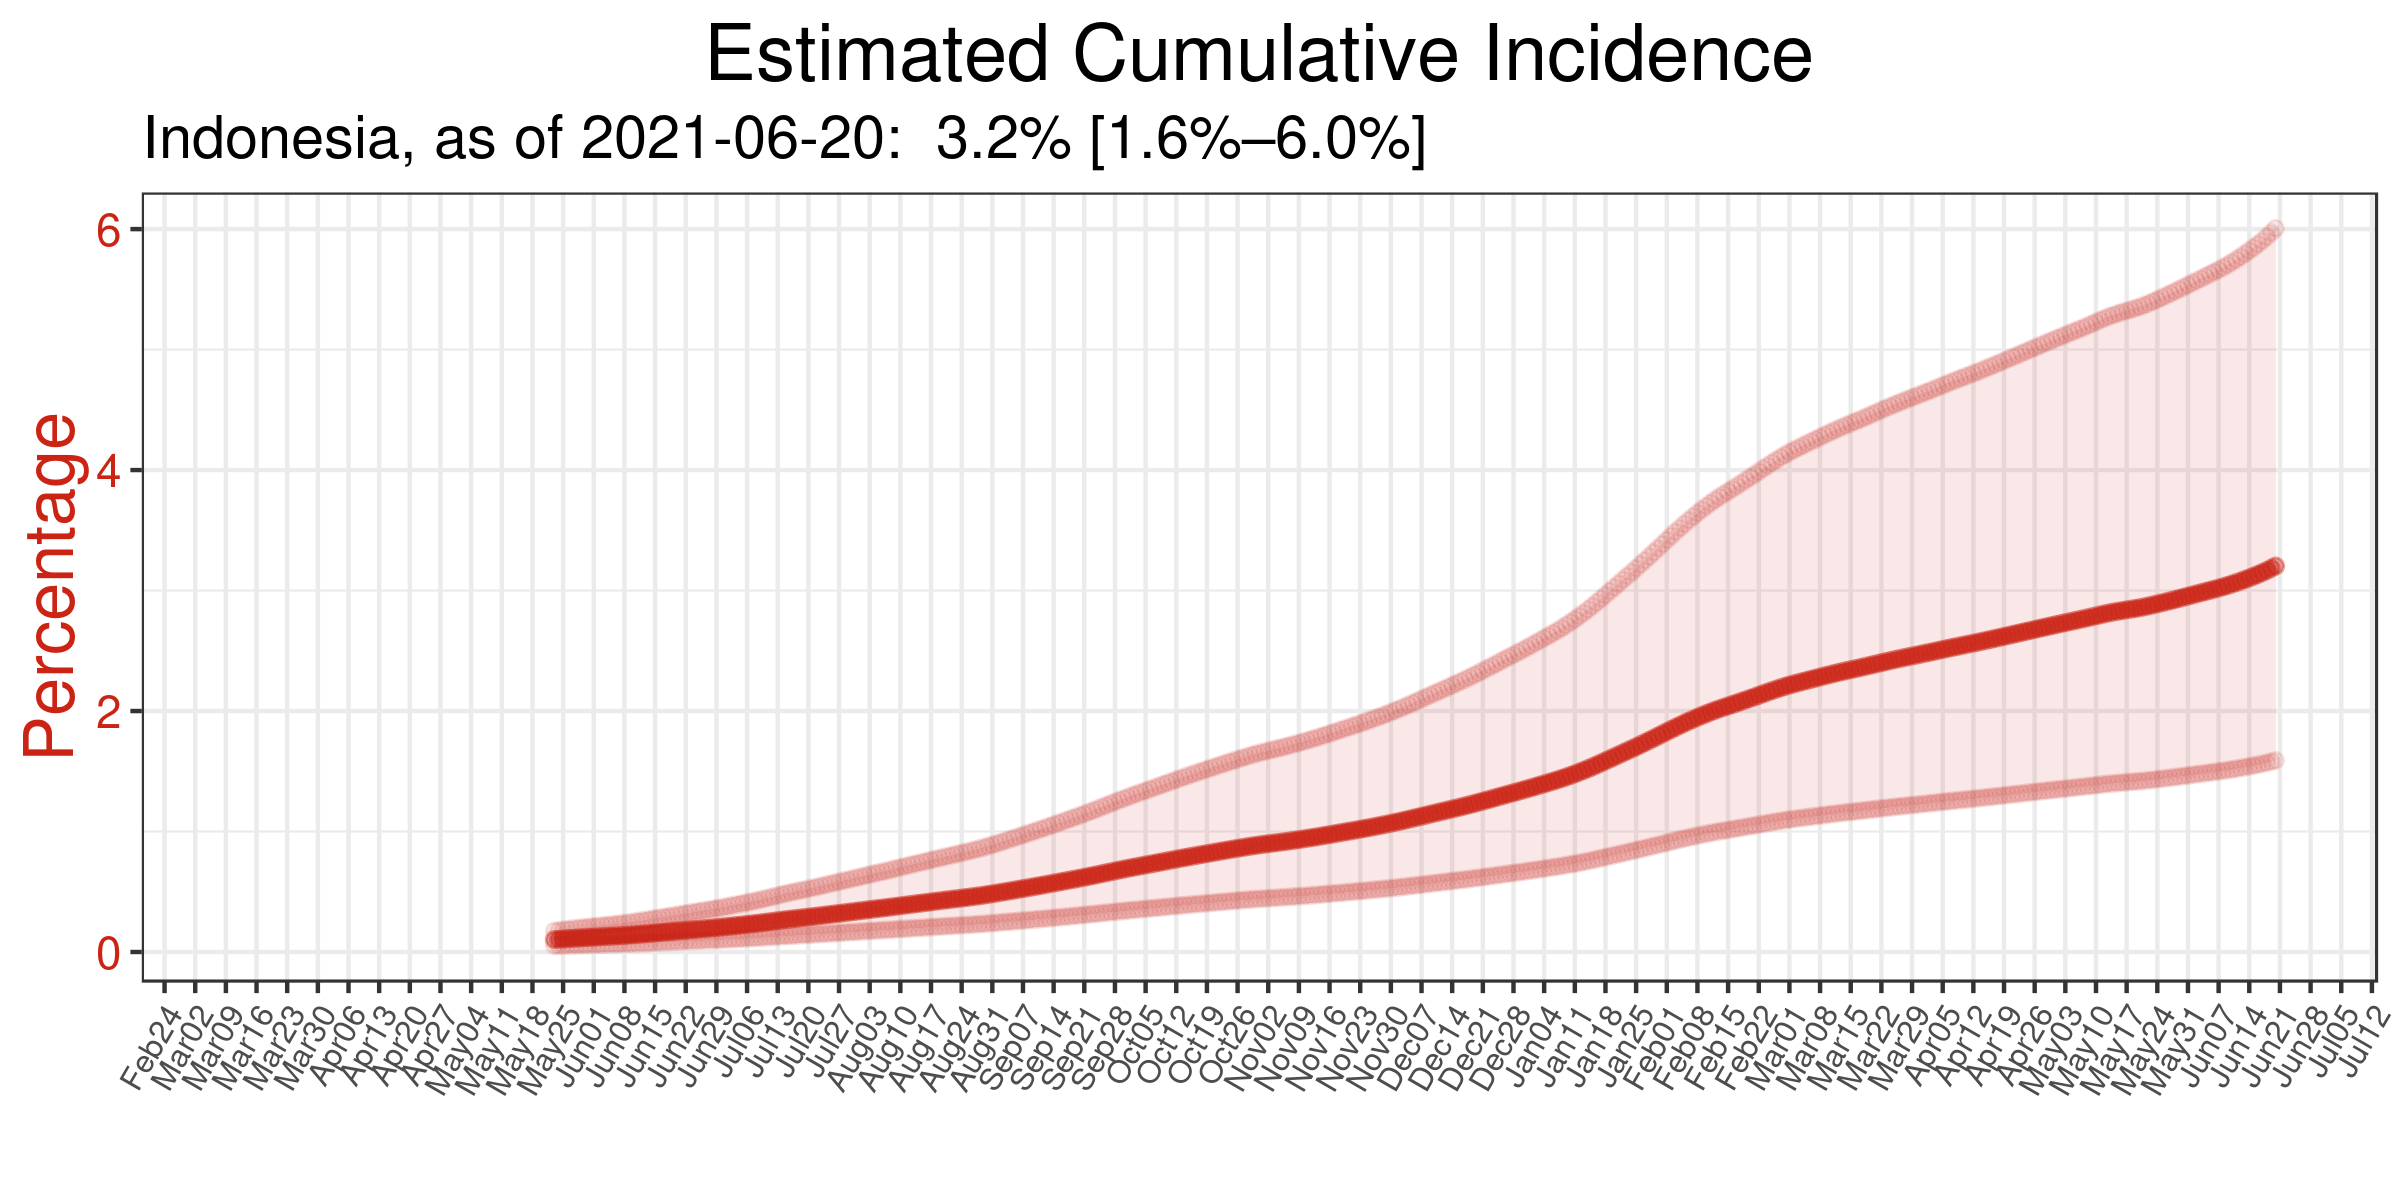 Estimated Cumulative Incidence
Indonesia, as of 2021-06-20:  3.2% [1.6%–6.0%]
Percentage
6
4
2
0
Feb24
Mar02
Mar09
Mar16
Mar23
Mar30
Apr06
Apr13
Apr20
Apr27
May04
May11
May18
May25
Jun01
Jun08
Jun15
Jun22
Jun29
Jul06
Jul13
Jul20
Jul27
Aug03
Aug10
Aug17
Aug24
Aug31
Sep07
Sep14
Sep21
Sep28
Oct05
Oct12
Oct19
Oct26
Nov02
Nov09
Nov16
Nov23
Nov30
Dec07
Dec14
Dec21
Dec28
Jan04
Jan11
Jan18
Jan25
Feb01
Feb08
Feb15
Feb22
Mar01
Mar08
Mar15
Mar22
Mar29
Apr05
Apr12
Apr19
Apr26
May03
May10
May17
May24
May31
Jun07
Jun14
Jun21
Jun28
Jul05
Jul12